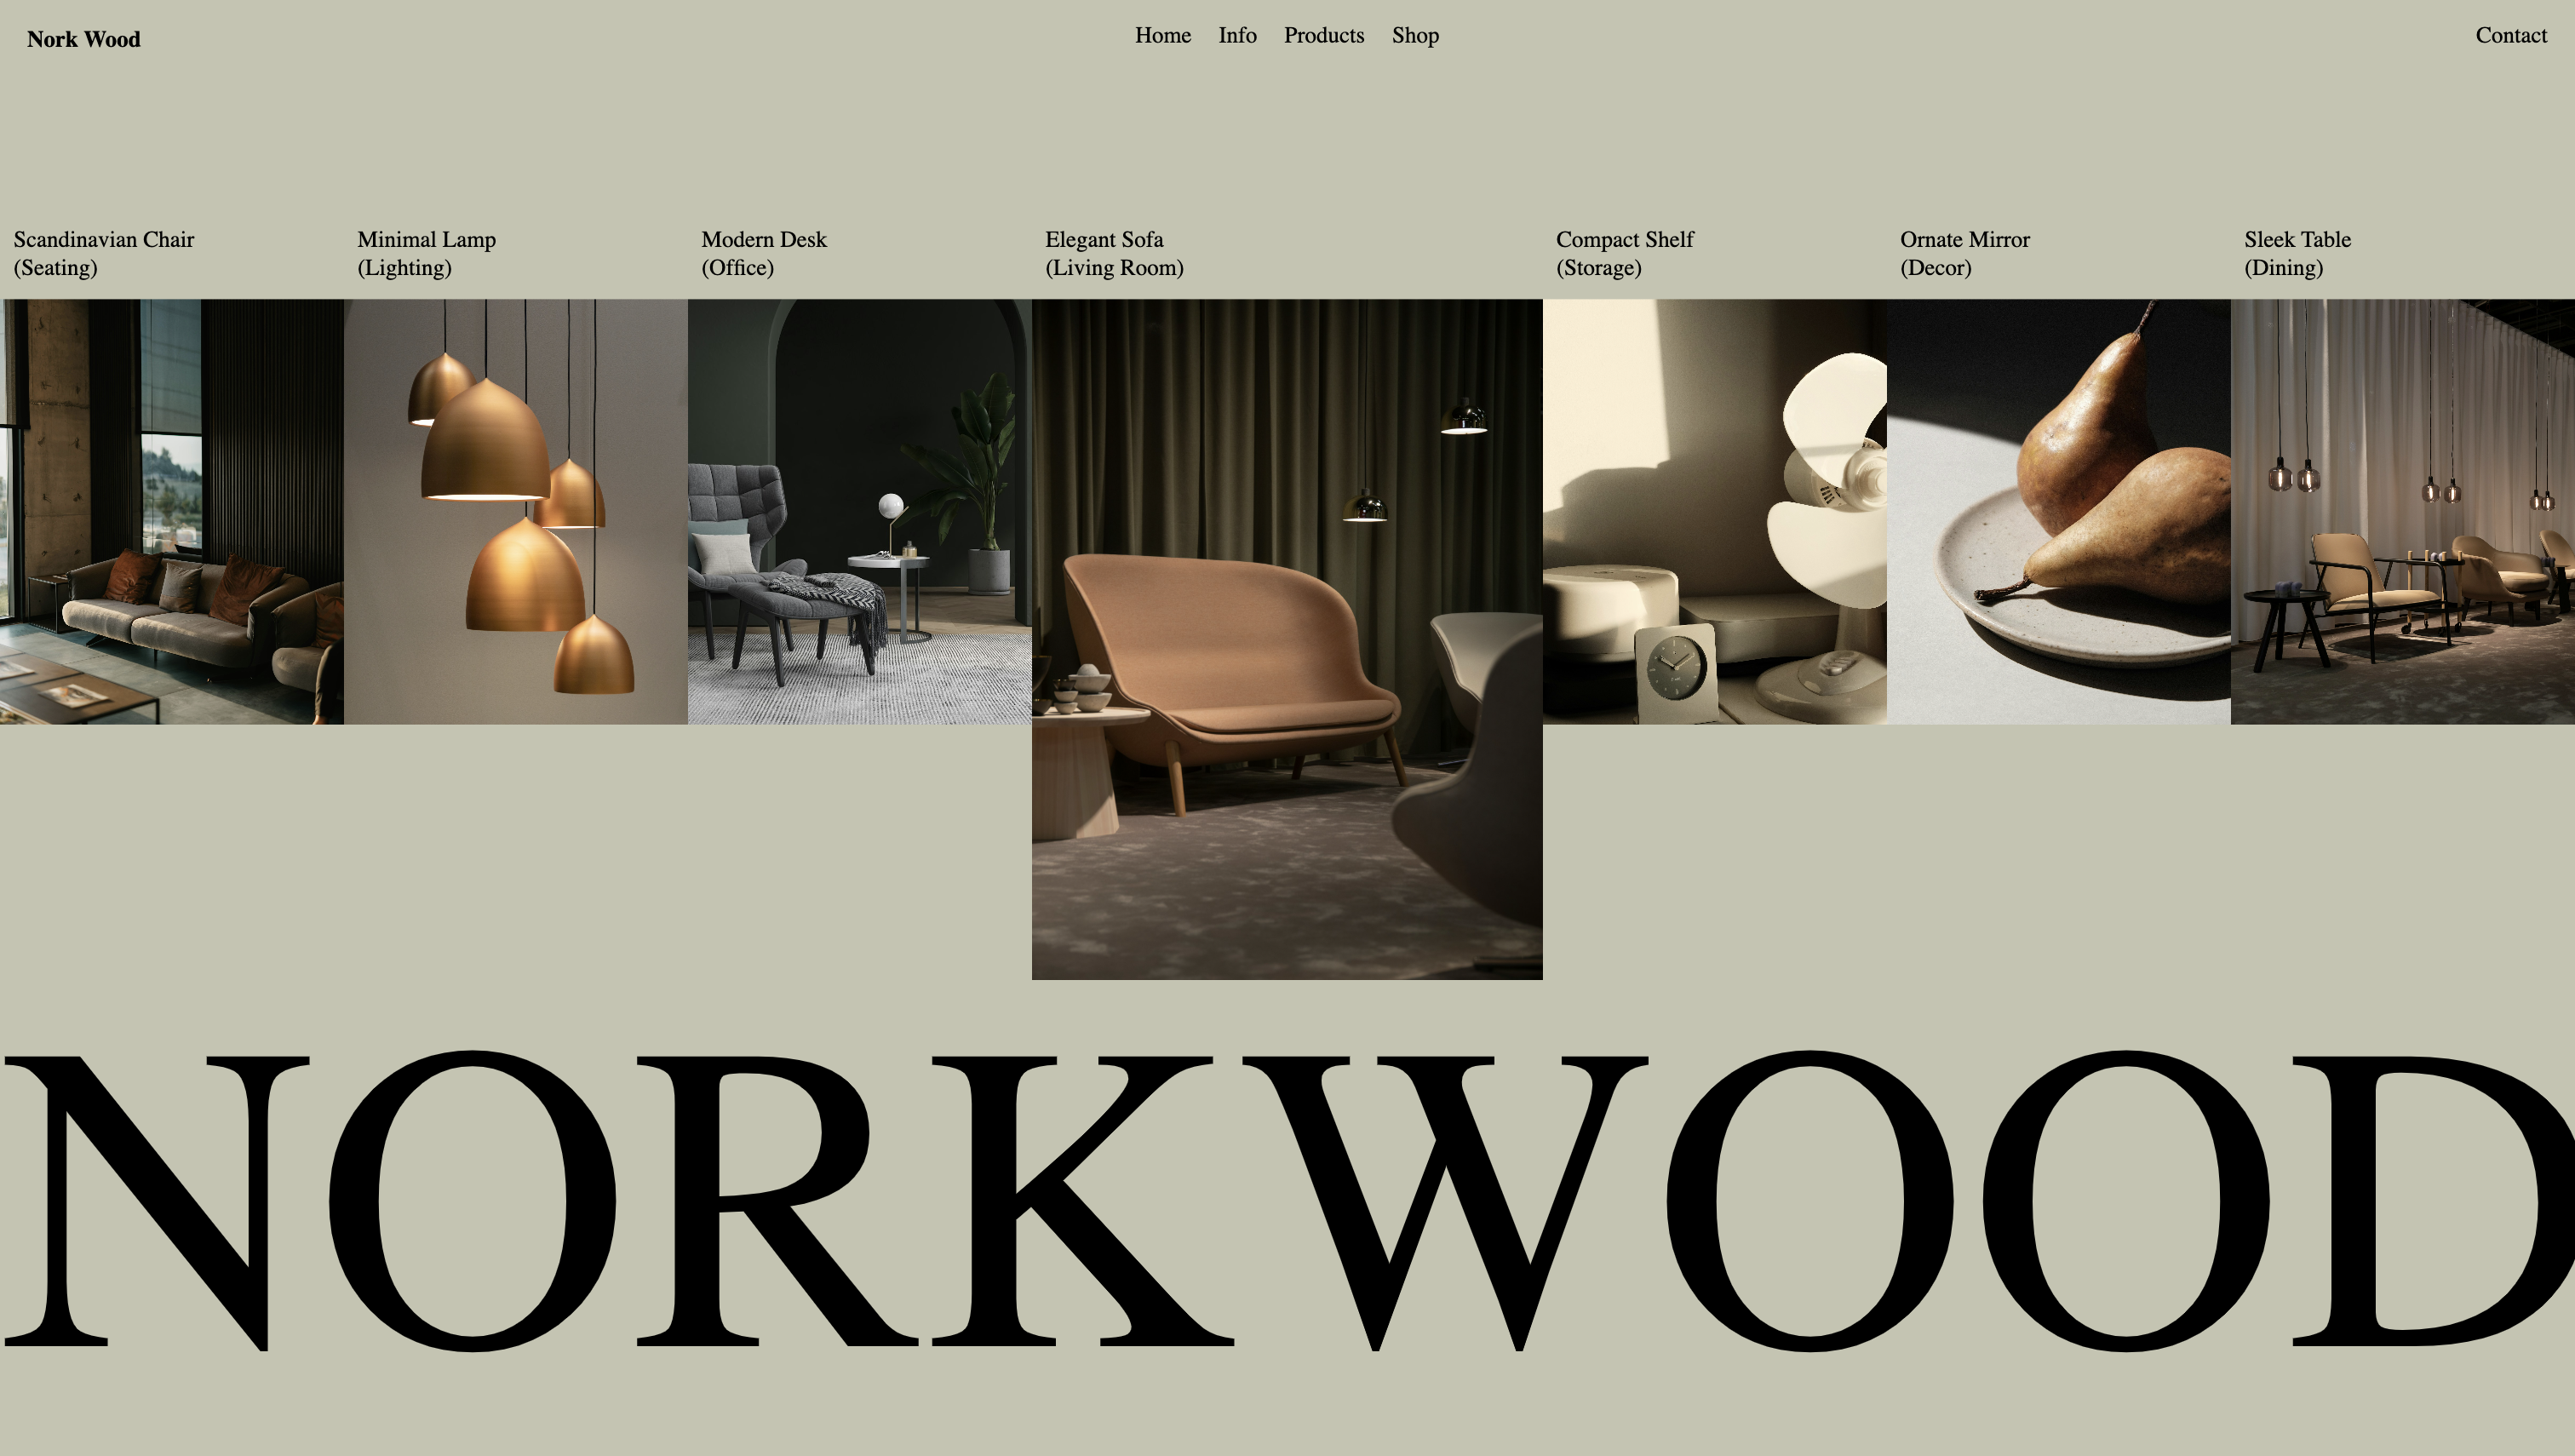 Nork Wood
Home Info Products Shop
Contact
Scandinavian Chair
(Seating)
Minimal Lamp
(Lighting)
Modern Desk
(Office)
Elegant Sofa
(Living Room)
Compact Shelf
(Storage)
Ornate Mirror
(Decor)
Sleek Table
(Dining)
NORKWOOD